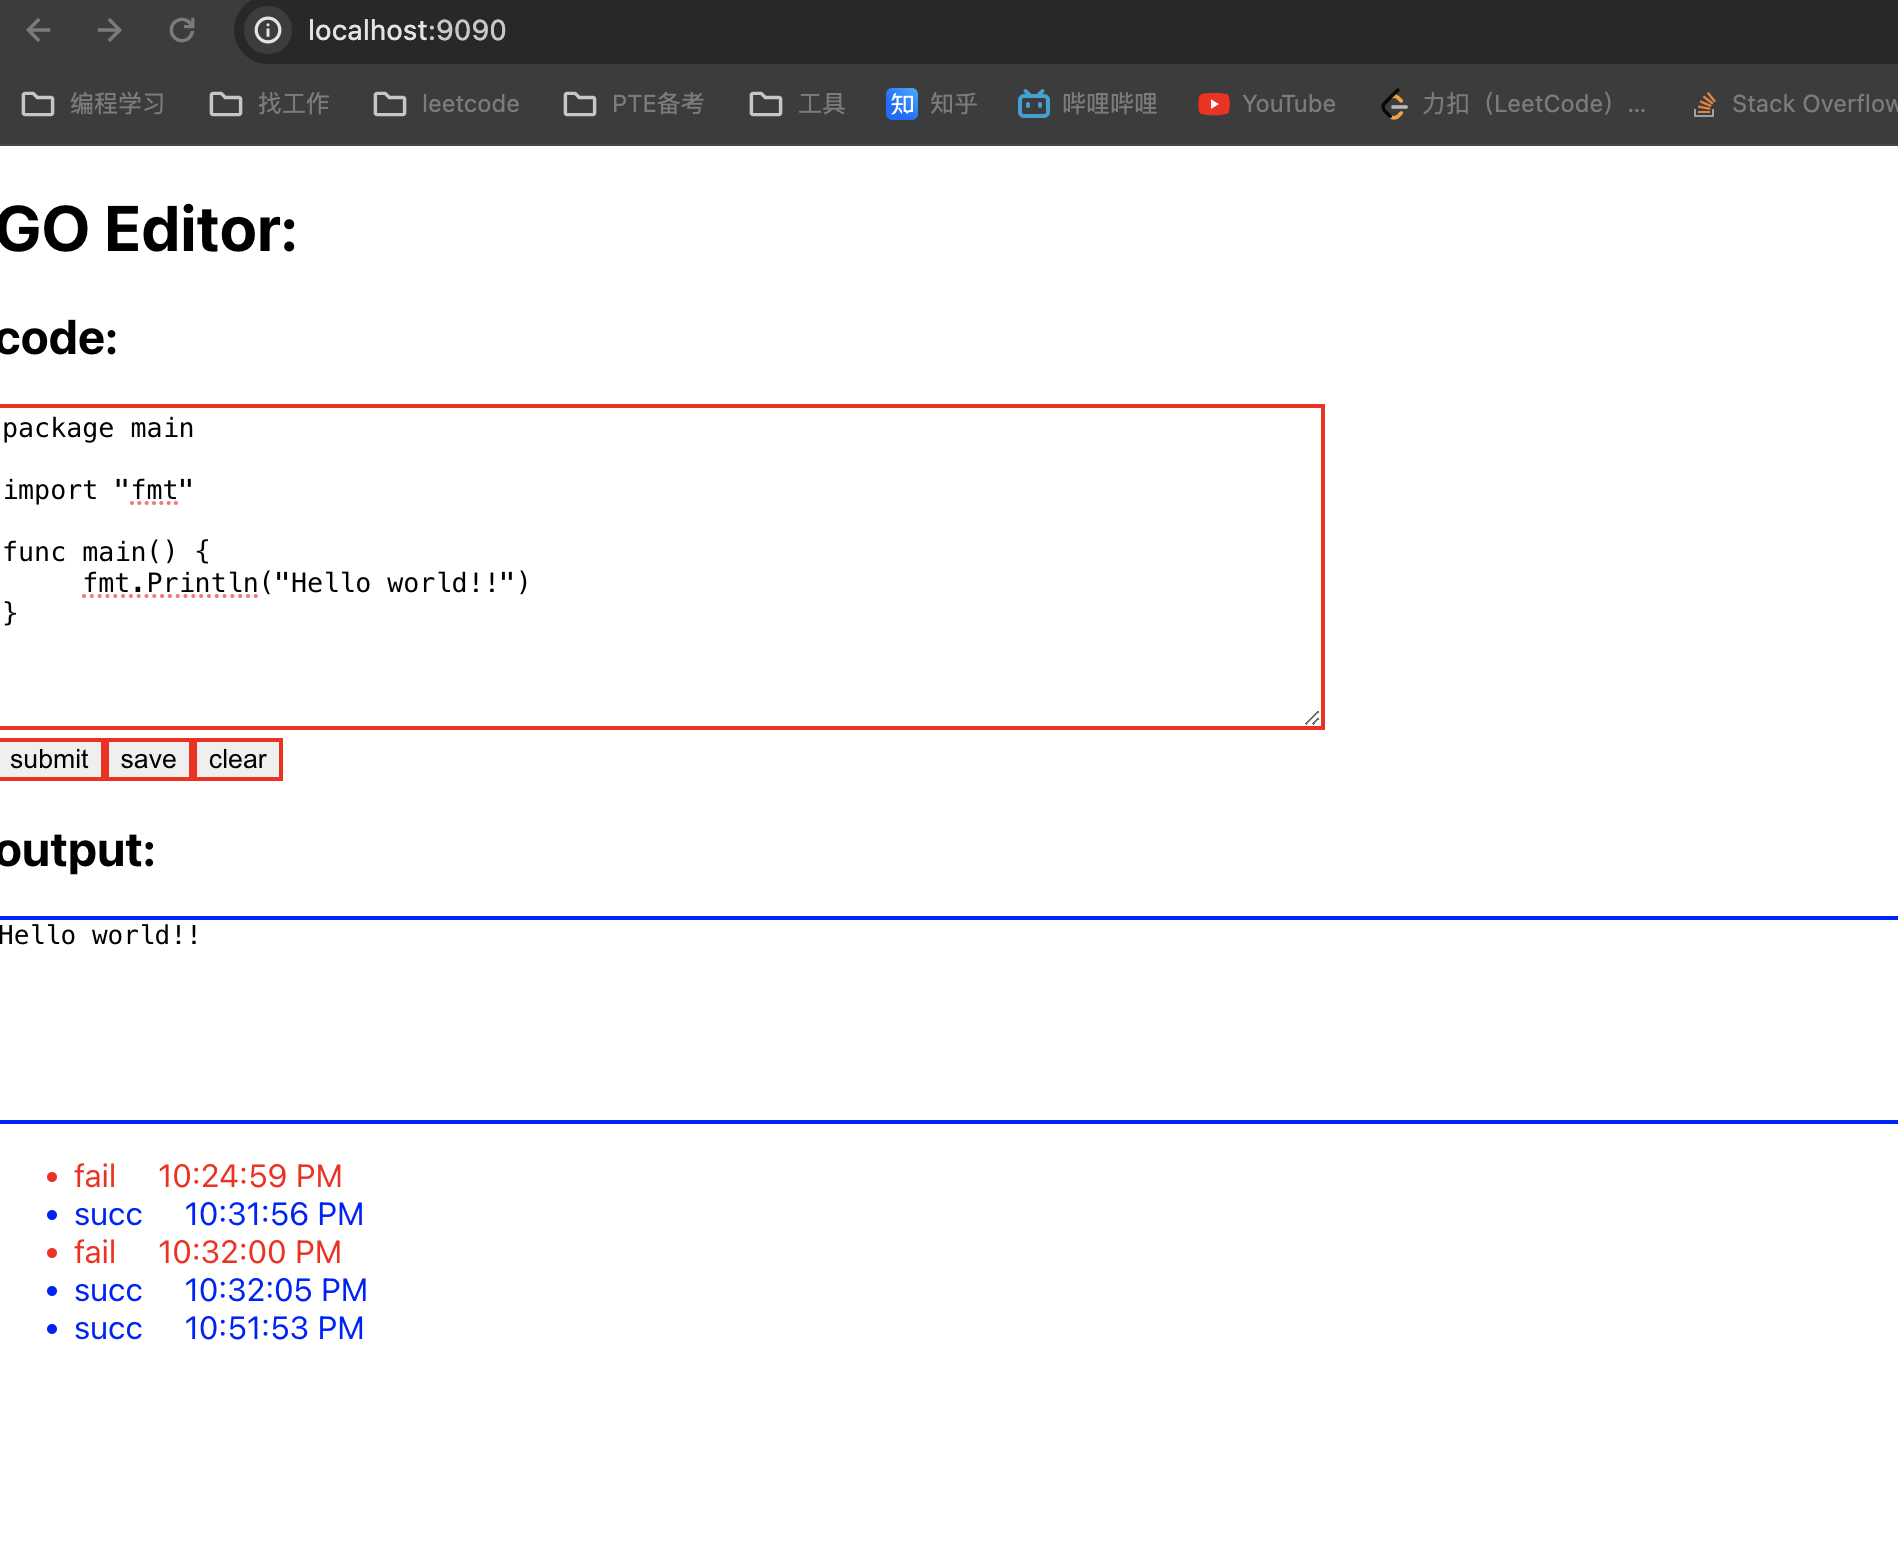 localhost:9090
编程学习 找工作 leetcode PTE备考 工具 知 知乎 哔哩哔哩 YouTube 力扣（LeetCode）... Stack Overflow
GO Editor:
code:
package main
import "fmt"
func main() {
fmt.Println("Hello world!!")
}
submit save clear
output:
Hello world!!
fail 10:24:59 PM
succ 10:31:56 PM
fail 10:32:00 PM
succ 10:32:05 PM
succ 10:51:53 PM